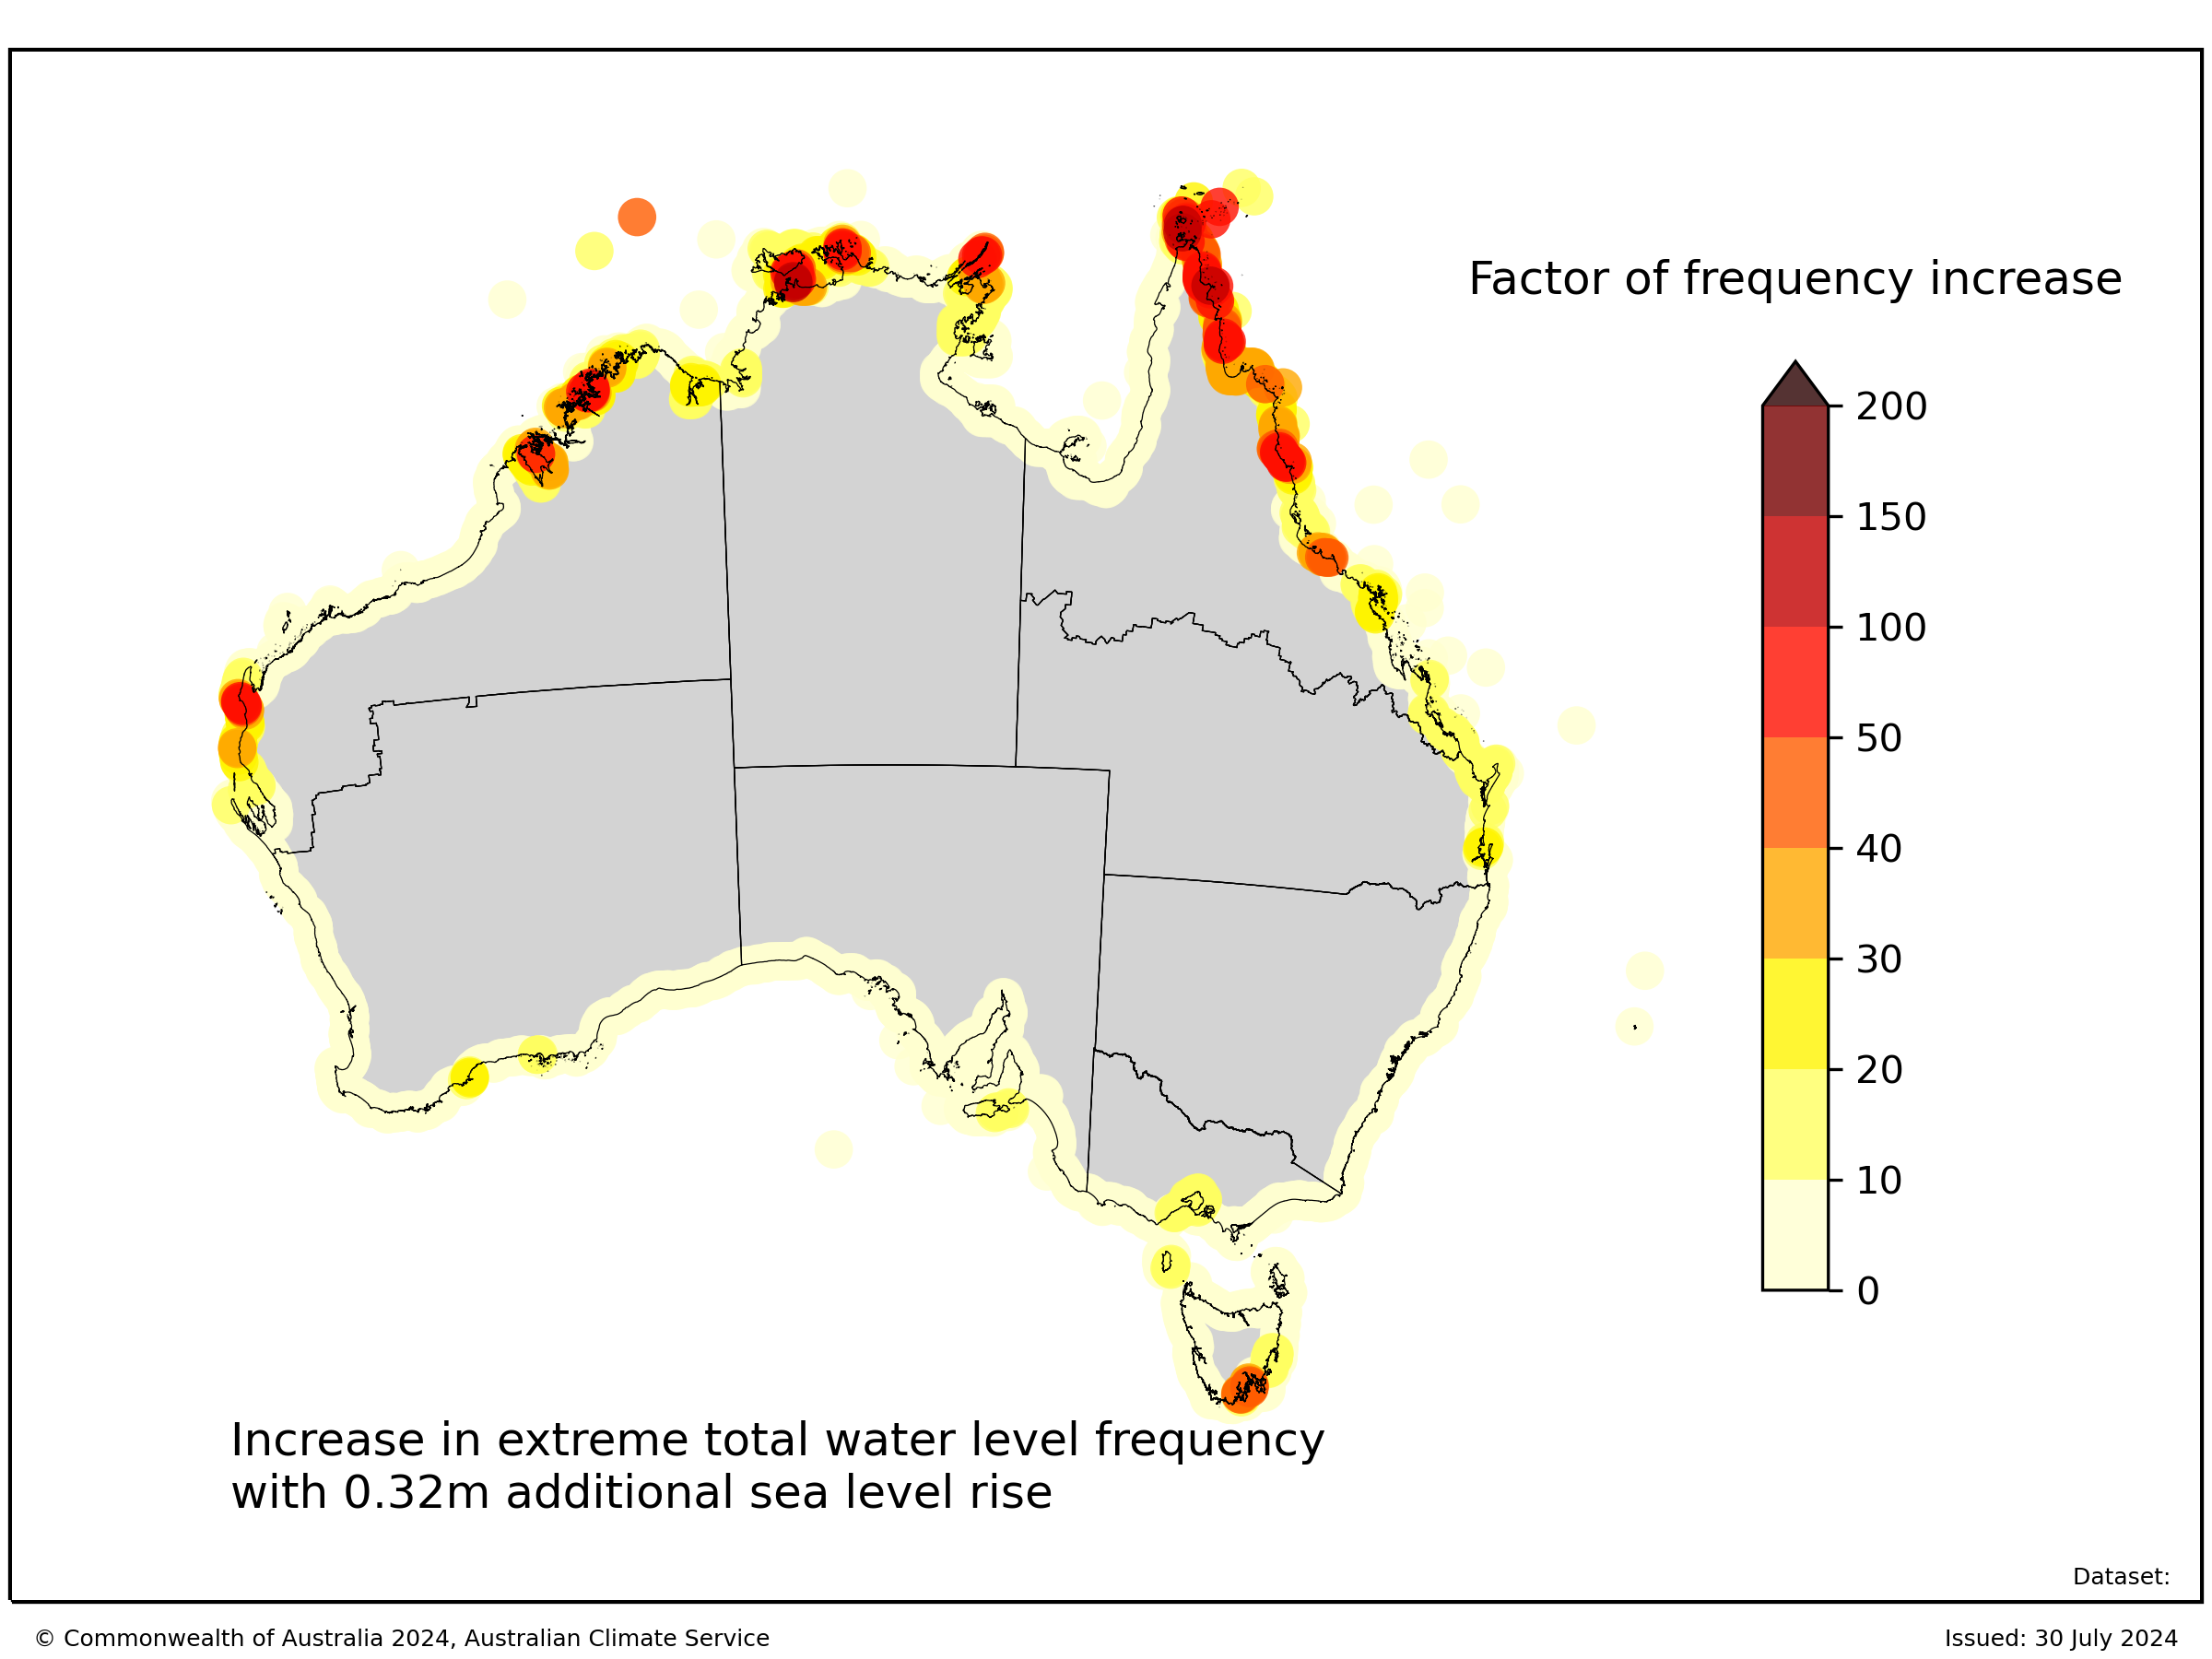 Factor of frequency increase
200
150
100
50
40
30
20
10
0
Increase in extreme total water level frequency
with 0.32m additional sea level rise
Dataset:
© Commonwealth of Australia 2024, Australian Climate Service
Issued: 30 July 2024